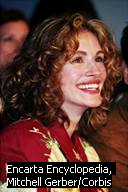 Encarta Encyclopedia,
Mitchell Gerber/Corbis